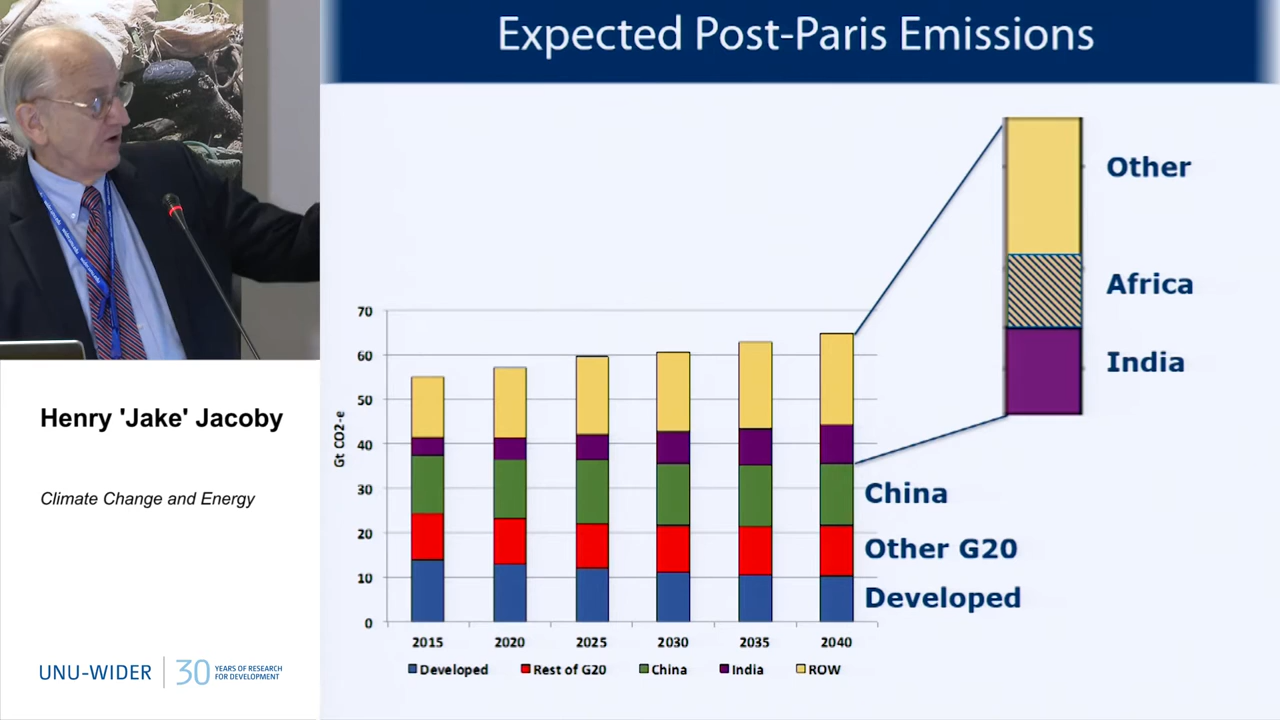 Expected Post-Paris Emissions
Other
Africa
India
China
Other G20
Developed
Gt CO2-e
70
60
50
40
30
20
10
0
2015 2020 2025 2030 2035 2040
Developed Rest of G20 China India ROW
Henry 'Jake' Jacoby
Climate Change and Energy
UNU-WIDER
30
YEARS OF RESEARCH
FOR DEVELOPMENT